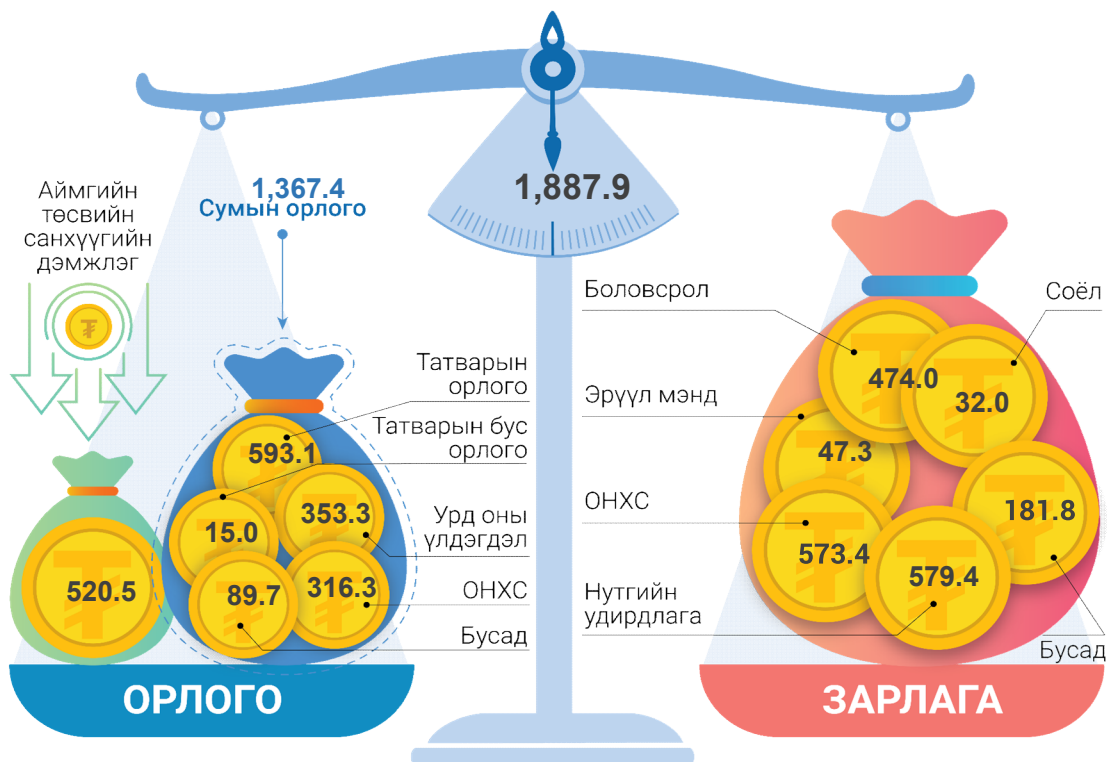 Аймгийн
төсвийн
санхүүгийн
дэмжлэг
1,367.4
Сумын орлого
1,887.9
Татварын
орлого
Татварын бус
орлого
Урд оны
үлдэгдэл
ОНХС
Бусад
520.5
593.1
15.0
353.3
89.7
316.3
ОРЛОГО
Боловсрол
Соёл
Эрүүл мэнд
ОНХС
Нутгийн
удирдлага
Бусад
474.0
32.0
47.3
181.8
573.4
579.4
ЗАРЛАГА